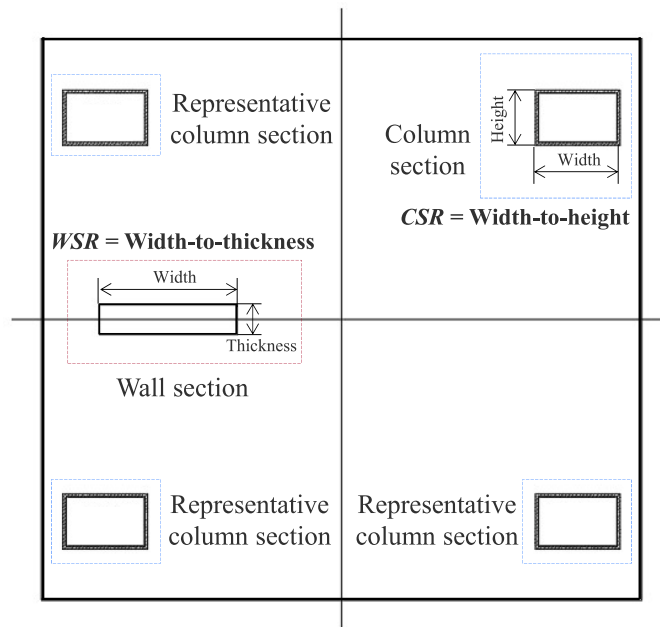 Representative
column section
Column
section
Height
Width
CSR = Width-to-height
WSR = Width-to-thickness
Width
Thickness
Wall section
Representative
column section
Representative
column section